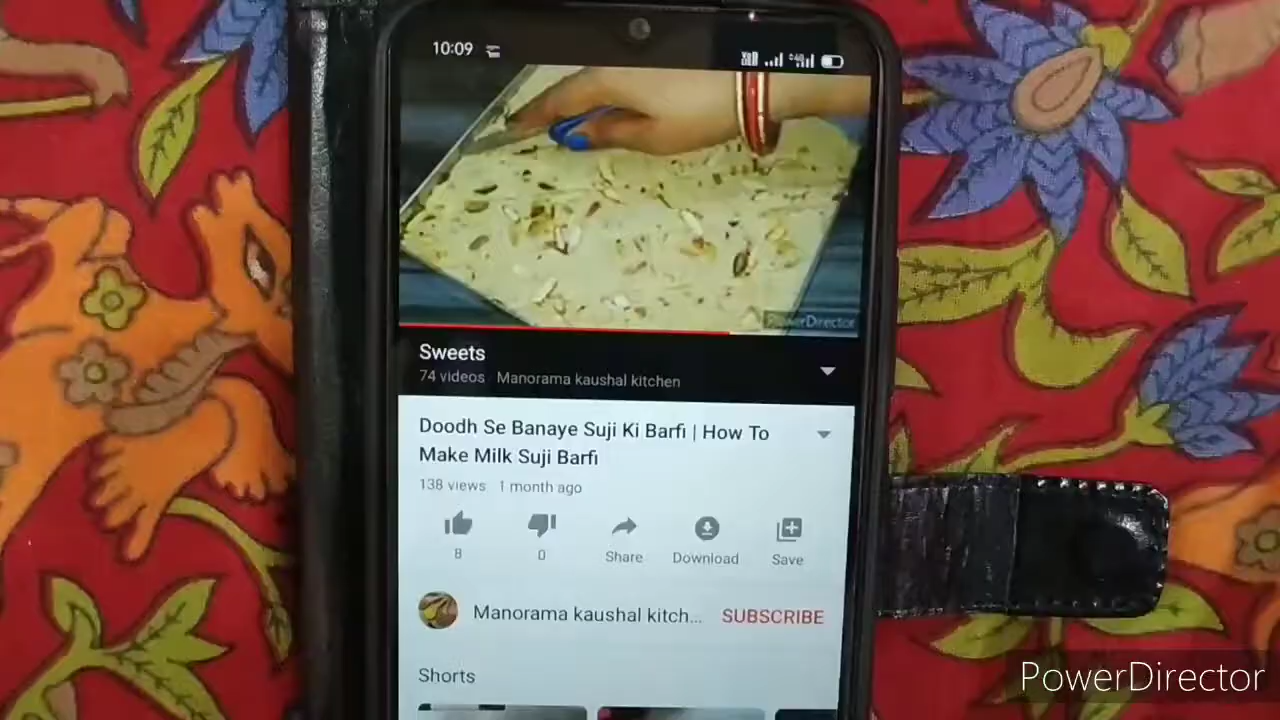 10:09
PowerDirector
Sweets
74 videos Manorama kaushal kitchen
Doodh Se Banaye Suji Ki Barfi | How To
Make Milk Suji Barfi
138 views 1 month ago
8
0
Share
Download
Save
Manorama kaushal kitch...
SUBSCRIBE
Shorts
PowerDirector